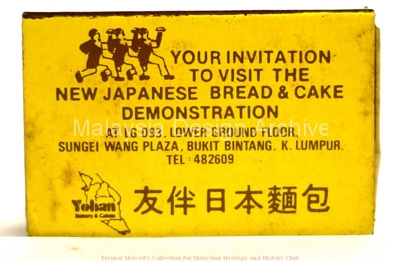 YOUR INVITATION
TO VISIT THE
NEW JAPANESE BREAD & CAKE
DEMONSTRATION
AT LG 093, LOWER GROUND FLOOR,
SUNGEI WANG PLAZA, BUKIT BINTANG, K. LUMPUR.
TEL: 482609
Malaysia Design Archive
Yohan
Bakery & Cakes
友伴日本麵包
Eleanor Mcleod's Collection for Malaysian Heritage and History Club